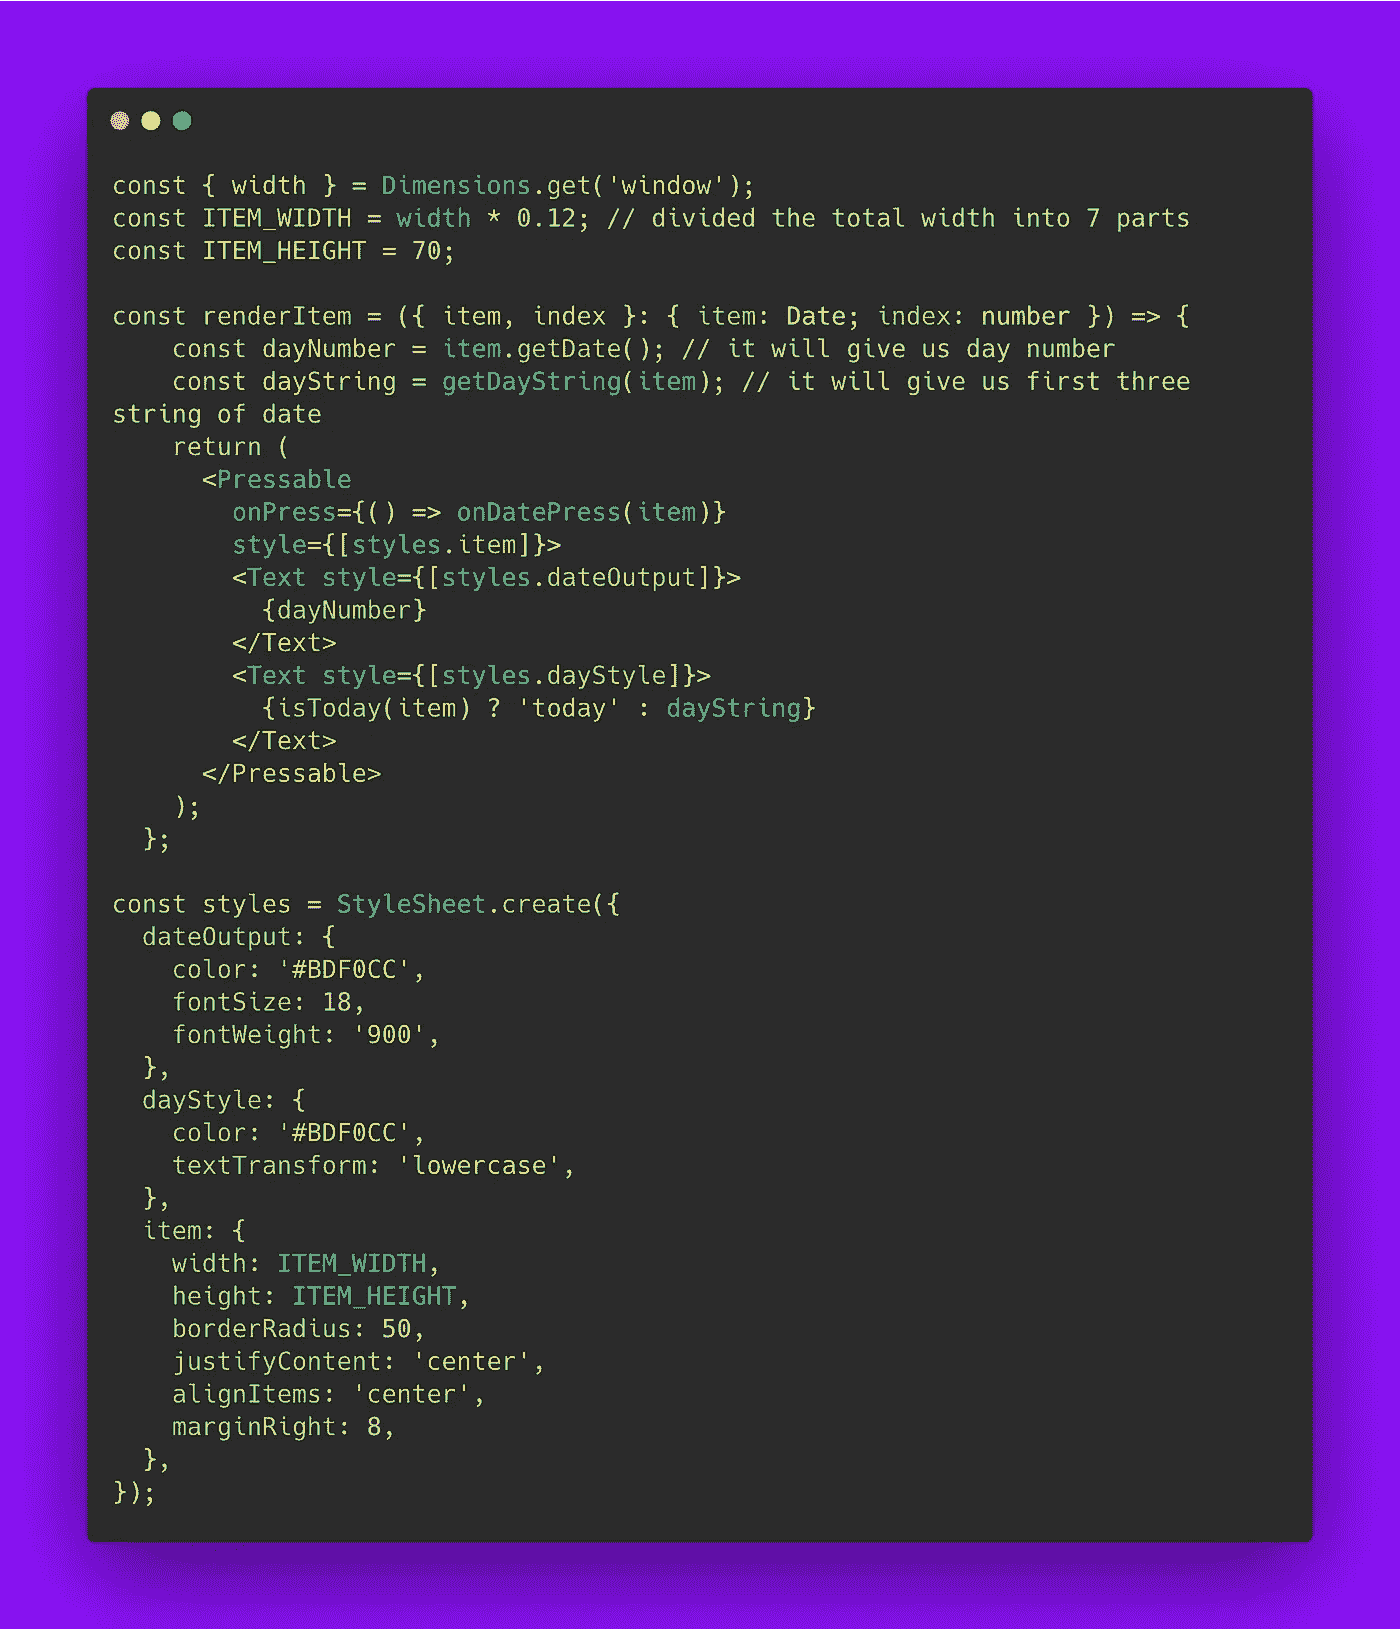 const { width } = Dimensions.get('window');
const ITEM_WIDTH = width * 0.12; // divided the total width into 7 parts
const ITEM_HEIGHT = 70;

const renderItem = ({ item, index }: { item: Date; index: number }) => {
    const dayNumber = item.getDate(); // it will give us day number
    const dayString = getDayString(item); // it will give us first three
string of date
    return (
      <Pressable
        onPress={() => onDatePress(item)}
        style={[styles.item]}>
        <Text style={[styles.dateOutput]}>
          {dayNumber}
        </Text>
        <Text style={[styles.dayStyle]}>
          {isToday(item) ? 'today' : dayString}
        </Text>
      </Pressable>
    );
  };

const styles = StyleSheet.create({
  dateOutput: {
    color: '#BDF0CC',
    fontSize: 18,
    fontWeight: '900',
  },
  dayStyle: {
    color: '#BDF0CC',
    textTransform: 'lowercase',
  },
  item: {
    width: ITEM_WIDTH,
    height: ITEM_HEIGHT,
    borderRadius: 50,
    justifyContent: 'center',
    alignItems: 'center',
    marginRight: 8,
  },
});